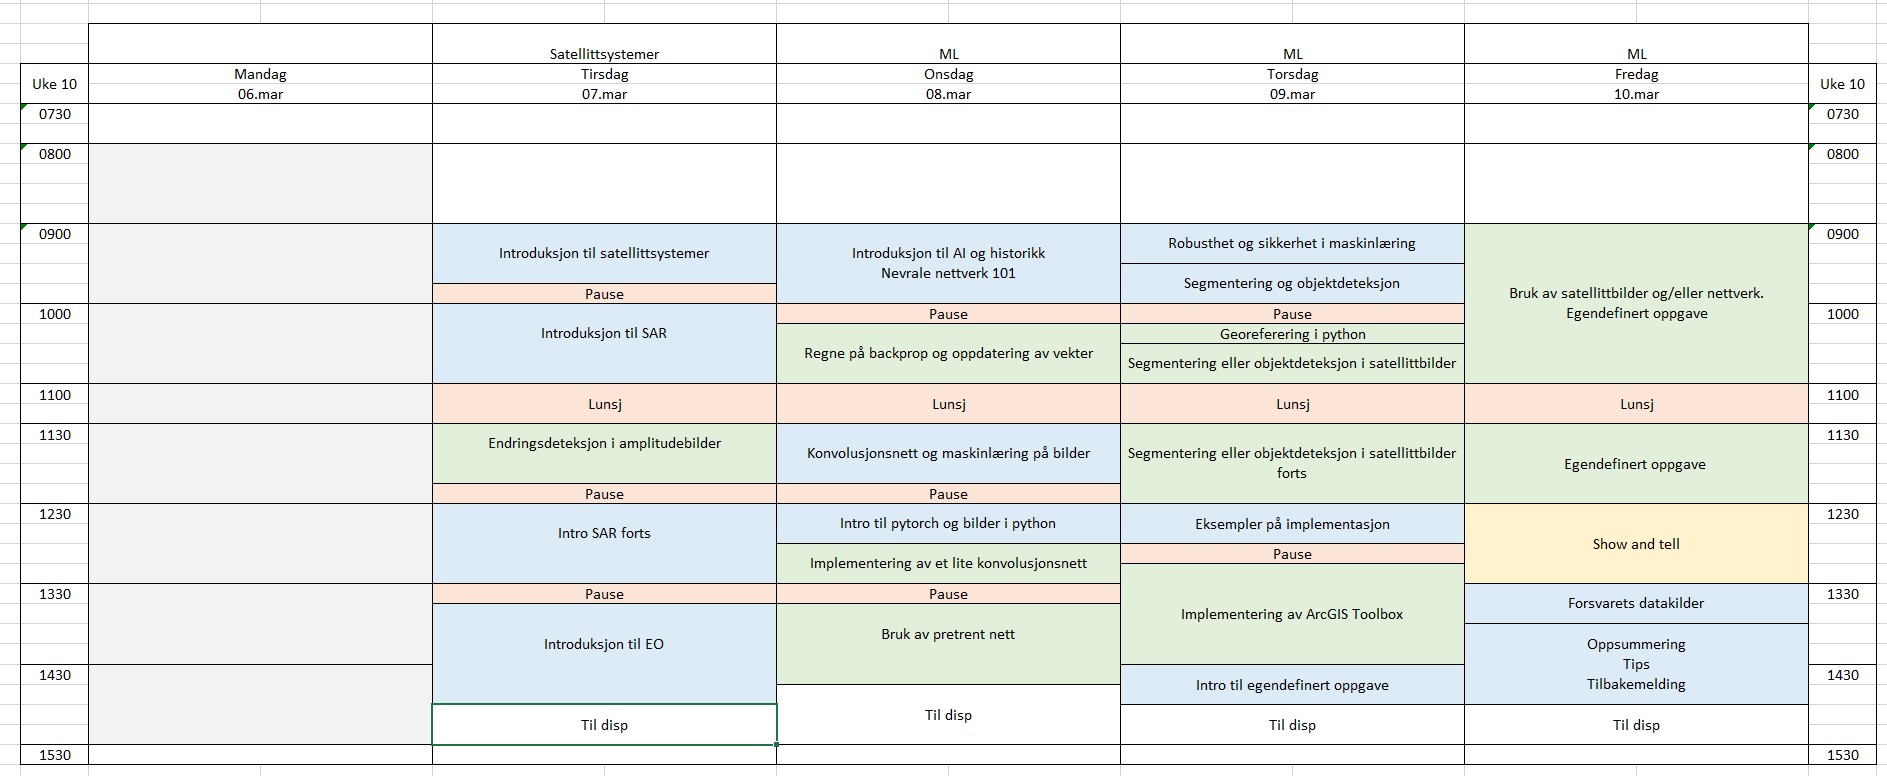 Satellittsystemer ML ML ML
Uke 10 Mandag Tirsdag Onsdag Torsdag Fredag Uke 10
06.mar 07.mar 08.mar 09.mar 10.mar
0730 0730
0800 0800
0900 Introduksjon til satellittsystemer Introduksjon til AI og historikk Robusthet og sikkerhet i maskinlæring 0900
Nevrale nettverk 101 Segmentering og objektdeteksjon
Pause Bruk av satellittbilder og/eller nettverk.
1000 Introduksjon til SAR Pause Pause Egendefinert oppgave 1000
Georeferering i python
Regne på backprop og oppdatering av vekter Segmentering eller objektdeteksjon i satellittbilder
1100 Lunsj Lunsj Lunsj Lunsj 1100
1130 Endringsdeteksjon i amplitudebilder Konvolusjonsnett og maskinlæring på bilder Segmentering eller objektdeteksjon i satellittbilder Egendefinert oppgave 1130
forts
Pause Pause
1230 Intro SAR forts Intro til pytorch og bilder i python Eksempler på implementasjon Show and tell 1230
Implementering av et lite konvolusjonsnett Pause
1330 Pause Pause Implementering av ArcGIS Toolbox Forsvarets datakilder 1330
Introduksjon til EO Bruk av pretrent nett Oppsummering
Tips
1430 Intro til egendefinert oppgave Tilbakemelding 1430
Til disp Til disp Til disp Til disp
1530 1530